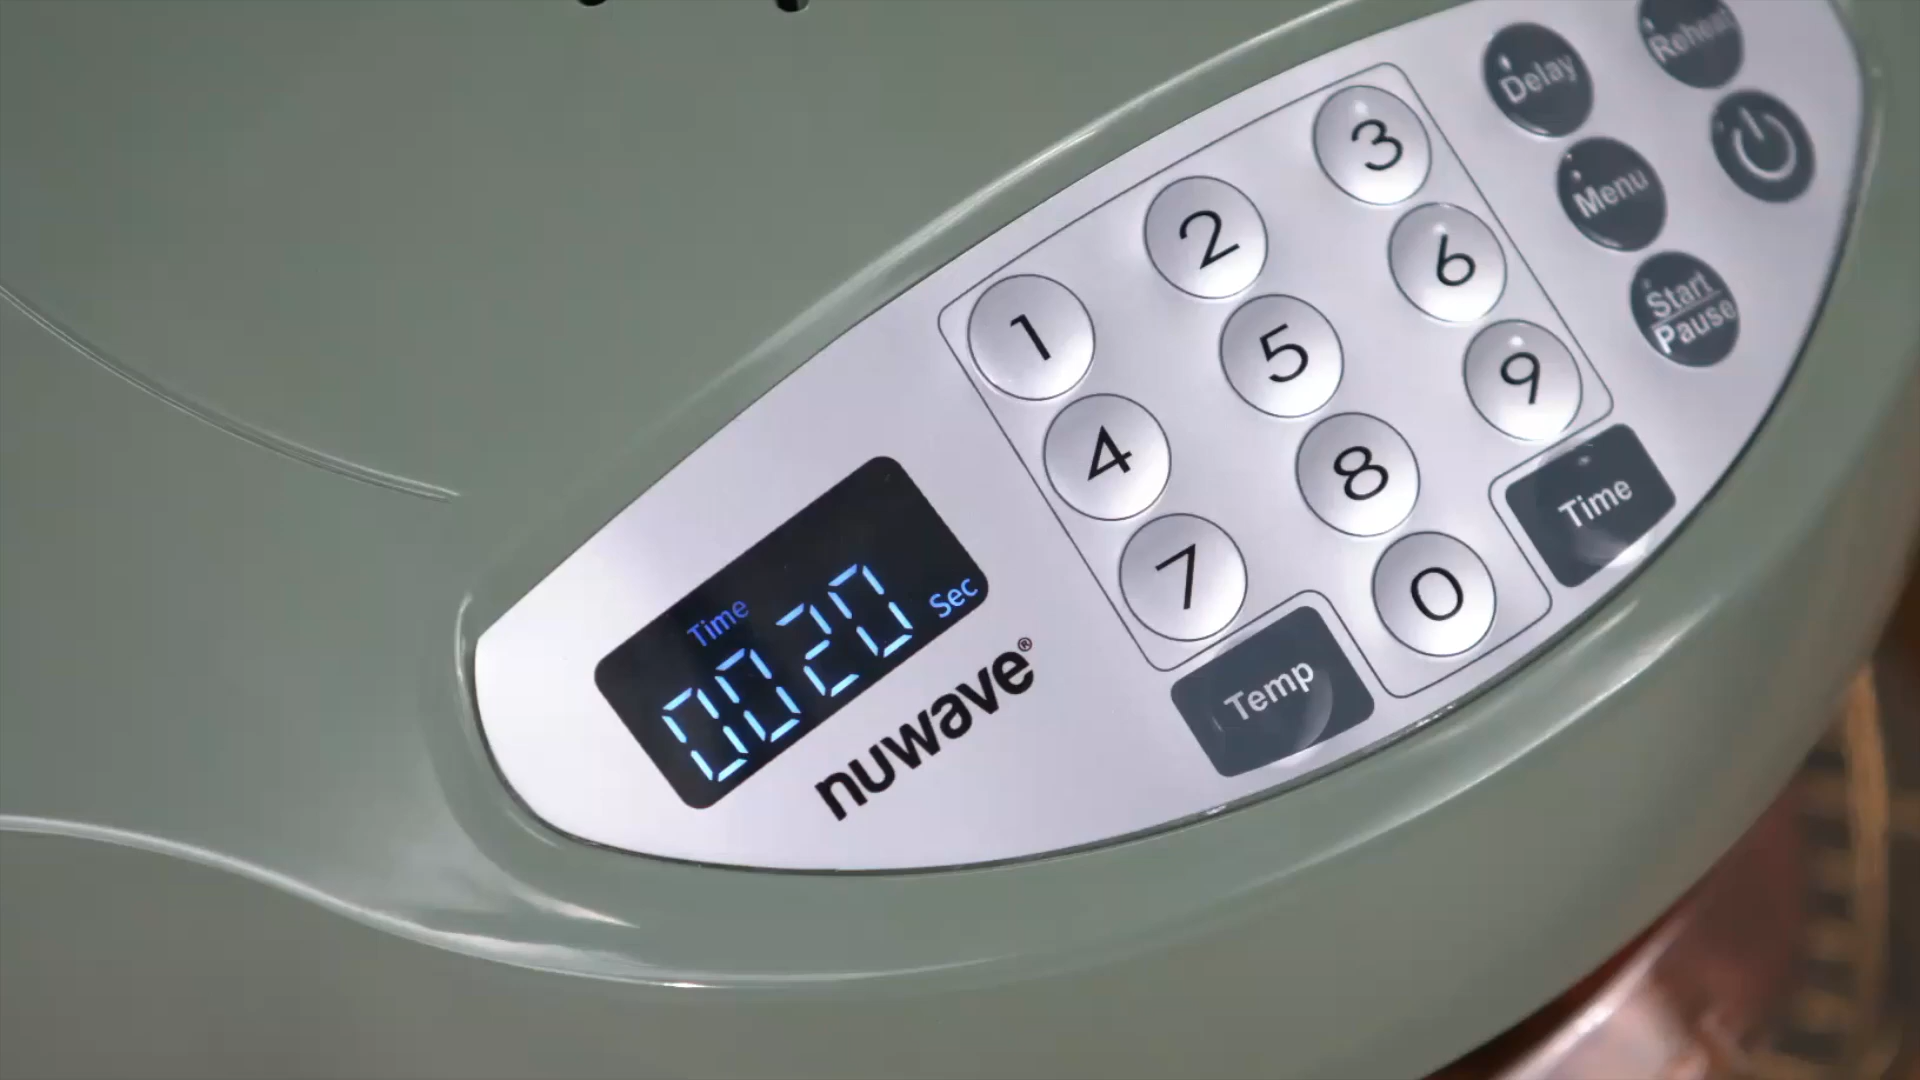 Time
0020 Sec
nuwave®
1 2 3
4 5 6
7 8 9
0
Temp
Time
Delay
Reheat
Menu
Start
Pause